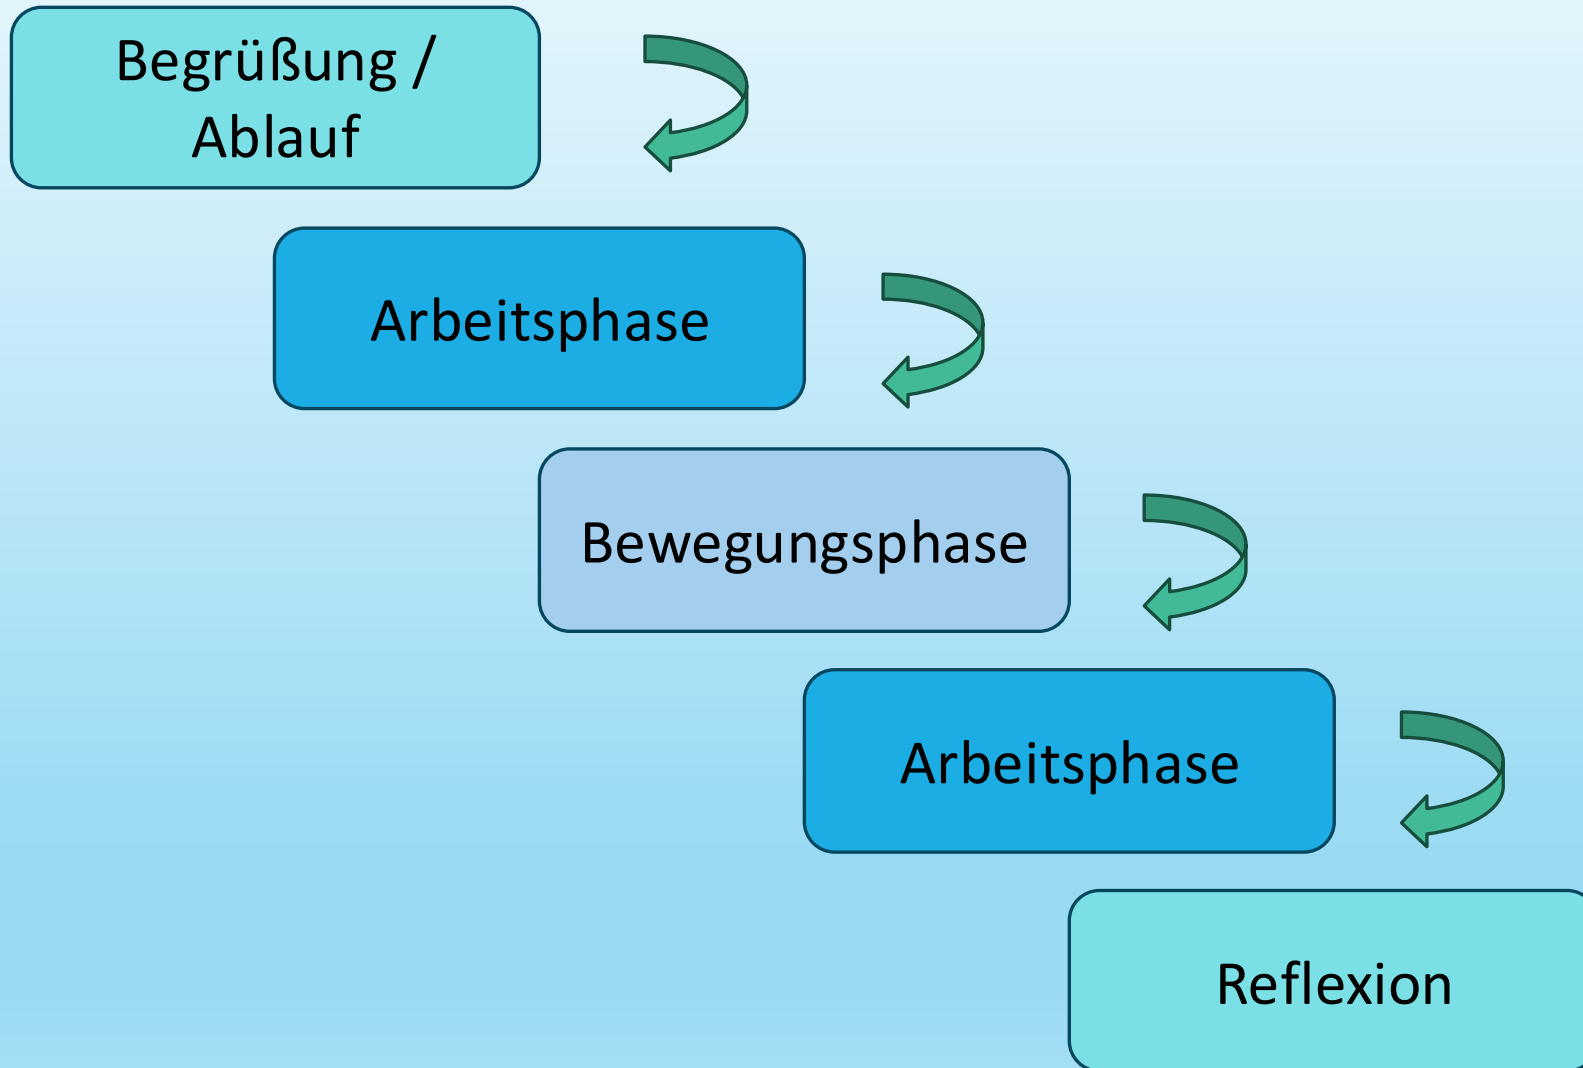 Begrüßung /
Ablauf
Arbeitsphase
Bewegungsphase
Arbeitsphase
Reflexion